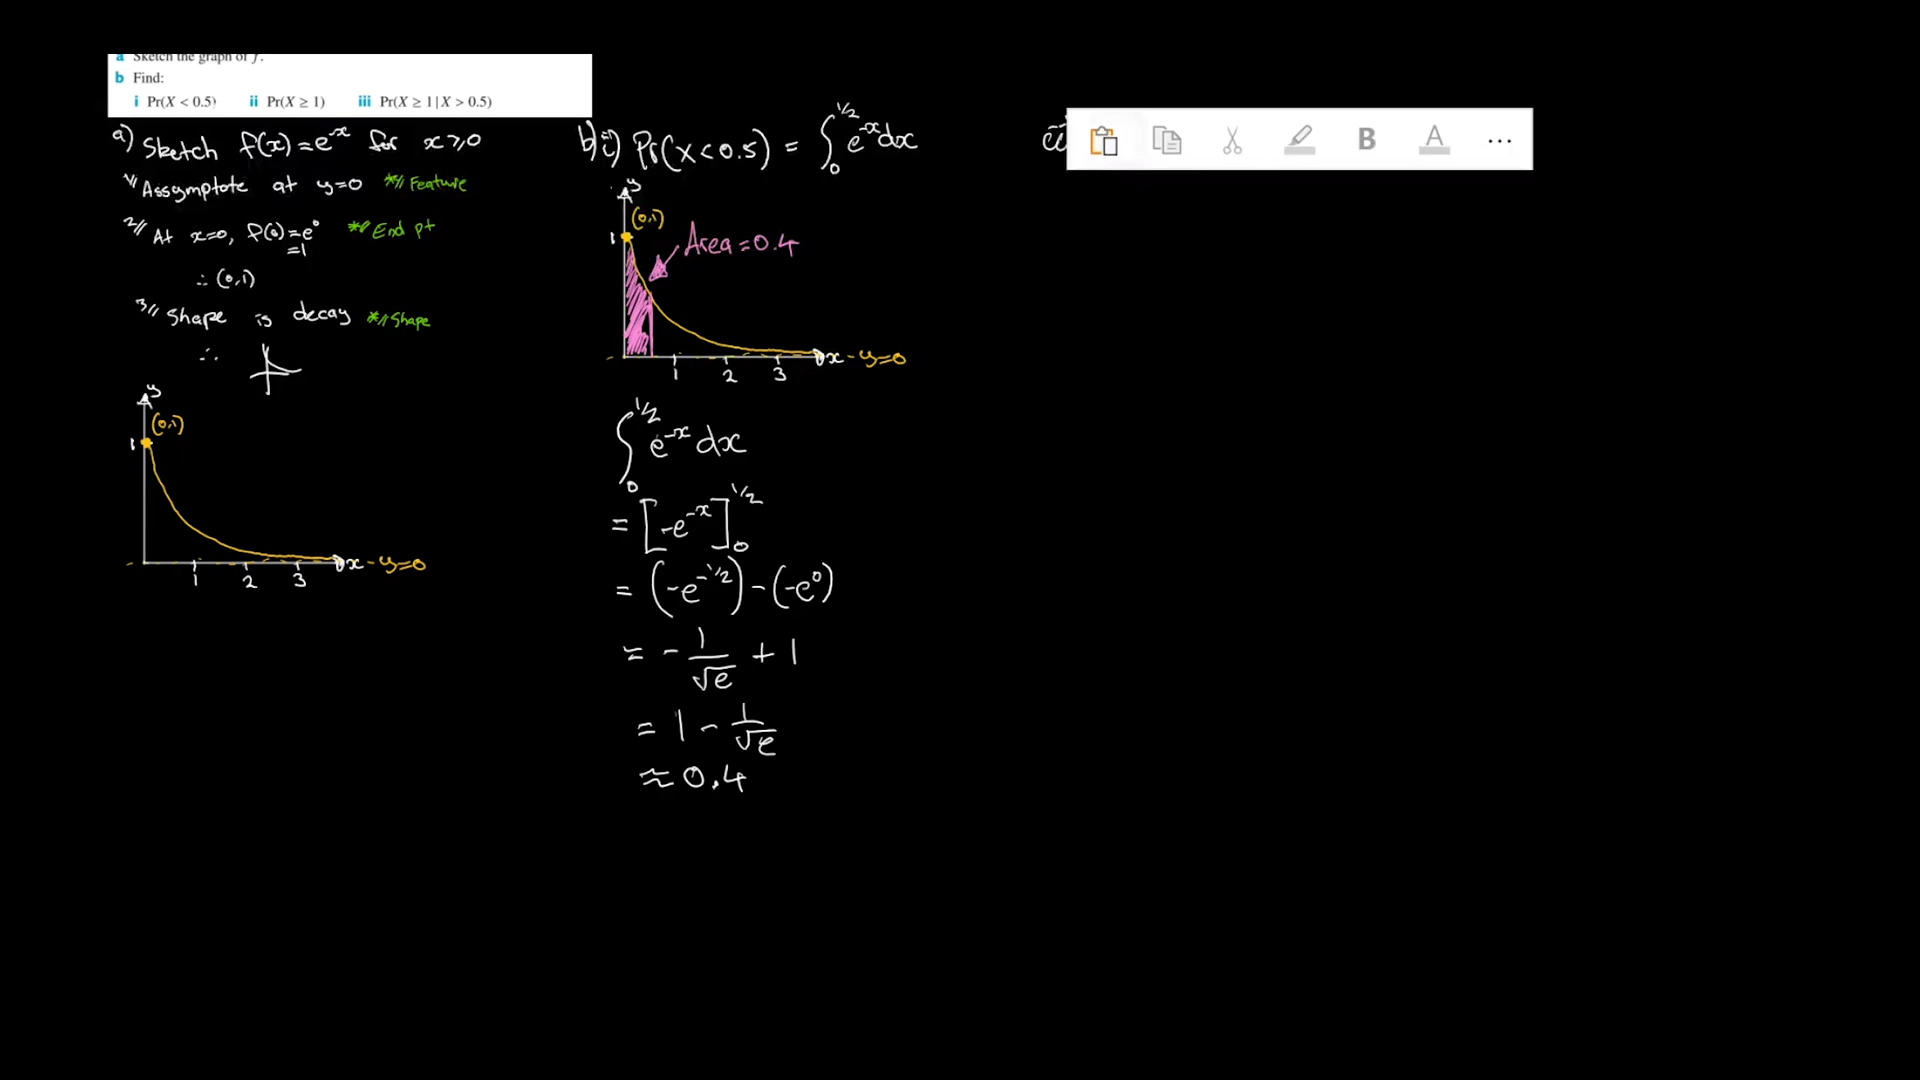 a Sketch the graph of f.
b Find:
i Pr(X < 0.5) ii Pr(X ≥ 1) iii Pr(X ≥ 1 | X > 0.5)
a) Sketch f(x) = e^-x for x ≥ 0
1// Assymptote at y=0 *// Feature
2// At x=0, f(0) = e^0 *// End pt
=1
∴ (0,1)
3// Shape is decay *// Shape
∴
y
(0,1)
1
1 2 3 x y=0
b) i) Pr(X < 0.5) = ∫_0^1/2 e^-x dx
y
(0,1)
1
Area = 0.4
1 2 3 x y=0
∫_0^1/2 e^-x dx
= [-e^-x]_0^1/2
= (-e^-1/2) - (-e^0)
= - 1/√e + 1
= 1 - 1/√e
≈ 0.4
ii
B A ...